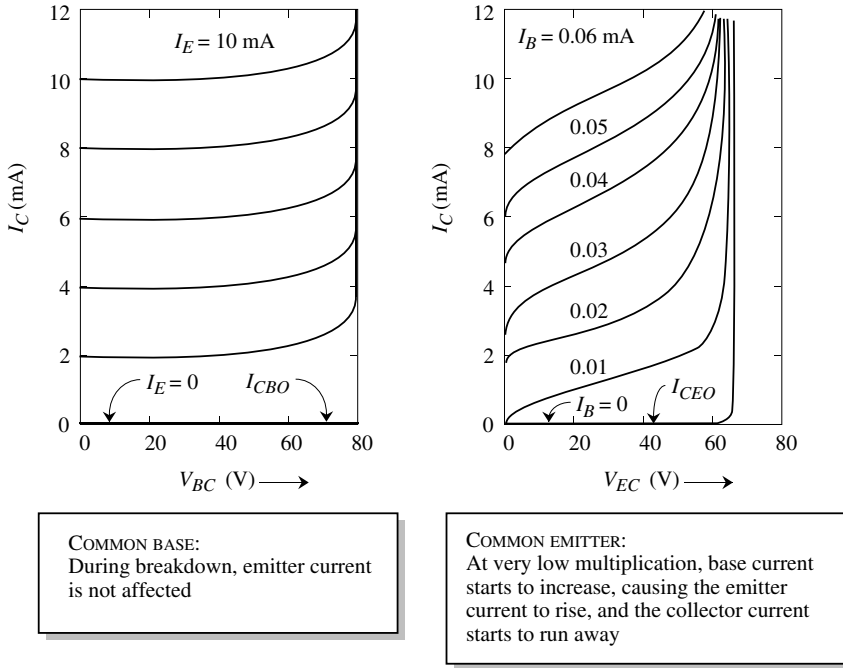 12
10
8
6
4
2
0
I_C (mA)
I_E = 10 mA
I_E = 0
I_CBO
0 20 40 60 80
V_BC (V)
COMMON BASE:
During breakdown, emitter current
is not affected
12
10
8
6
4
2
0
I_C (mA)
I_B = 0.06 mA
0.05
0.04
0.03
0.02
0.01
I_B = 0
I_CEO
0 20 40 60 80
V_EC (V)
COMMON EMITTER:
At very low multiplication, base current
starts to increase, causing the emitter
current to rise, and the collector current
starts to run away